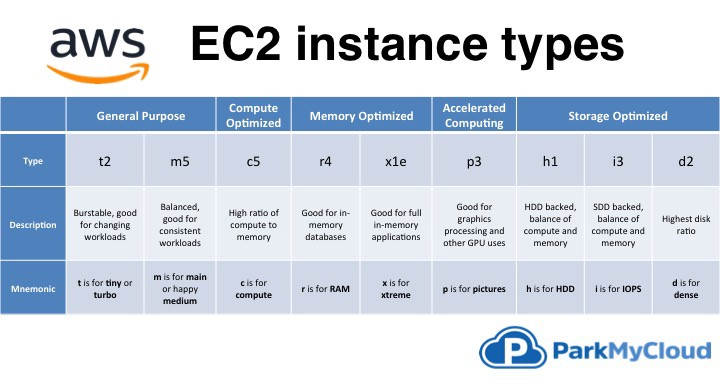 aws EC2 instance types
General Purpose Compute Optimized Memory Optimized Accelerated Computing Storage Optimized
Type t2 m5 c5 r4 x1e p3 h1 i3 d2
Description
Burstable, good
for changing
workloads
Balanced,
good for
consistent
workloads
High ratio of
compute to
memory
Good for in-
memory
databases
Good for full
in-memory
applications
Good for
graphics
processing and
other GPU uses
HDD backed,
balance of
compute and
memory
SDD backed,
balance of
compute and
memory
Highest disk
ratio
Mnemonic
t is for tiny or
turbo
m is for main
or happy
medium
c is for
compute
r is for RAM
x is for
xtreme
p is for pictures
h is for HDD
i is for IOPS
d is for
dense
P ParkMyCloud